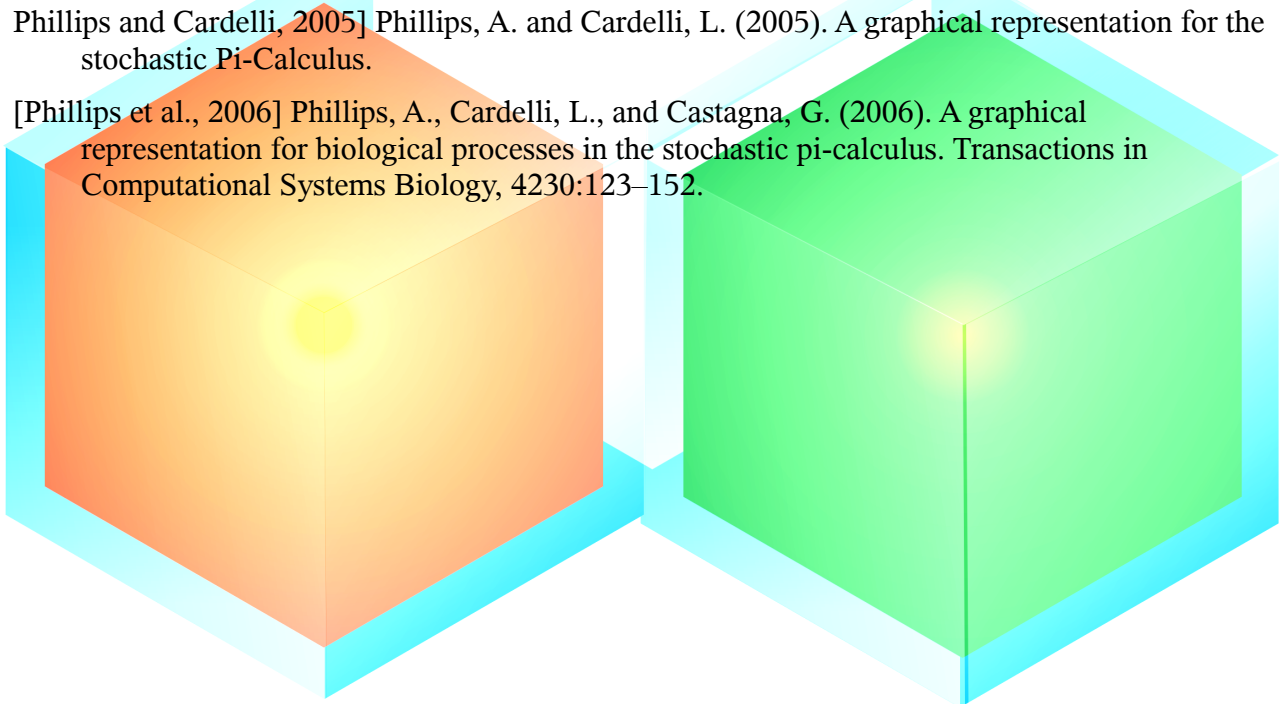 Phillips and Cardelli, 2005] Phillips, A. and Cardelli, L. (2005). A graphical representation for the
stochastic Pi-Calculus.
[Phillips et al., 2006] Phillips, A., Cardelli, L., and Castagna, G. (2006). A graphical
representation for biological processes in the stochastic pi-calculus. Transactions in
Computational Systems Biology, 4230:123–152.